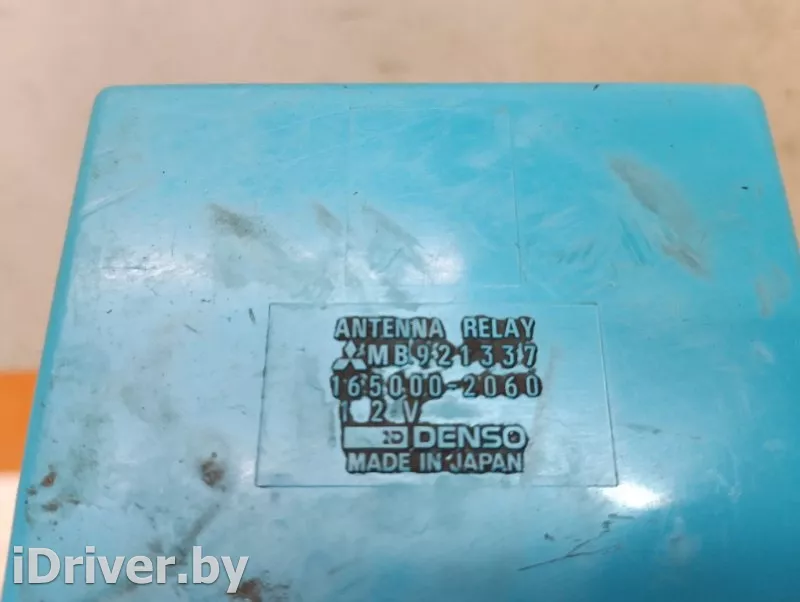 ANTENNA RELAY
MB921337
165000-2060
12V
DENSO
MADE IN JAPAN
iDriver.by